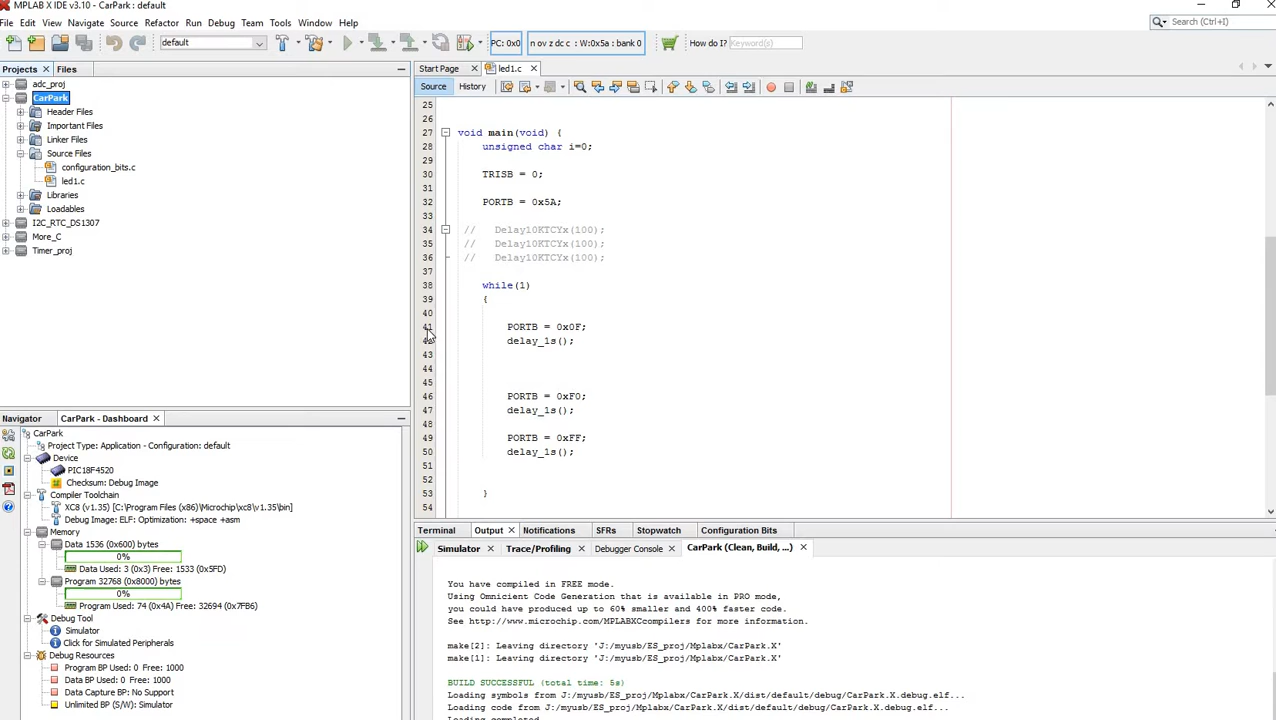 MPLAB X IDE v3.10 - CarPark : default
File Edit View Navigate Source Refactor Run Debug Team Tools Window Help
Search (Ctrl+I)
default
PC: 0x0
n ov z dc c : W:0x5a : bank 0
How do I? Keyword(s)
Projects x Files
adc_proj
CarPark
Header Files
Important Files
Linker Files
Source Files
configuration_bits.c
led1.c
Libraries
Loadables
I2C_RTC_DS1307
More_C
Timer_proj
Start Page led1.c
Source History
25
26
27 void main(void) {
28 unsigned char i=0;
29
30 TRISB = 0;
31
32 PORTB = 0x5A;
33
34 // Delay10KTCYx(100);
35 // Delay10KTCYx(100);
36 // Delay10KTCYx(100);
37
38 while(1)
39 {
40
41 PORTB = 0x0F;
delay_1s();
43
44
45
46 PORTB = 0xF0;
47 delay_1s();
48
49 PORTB = 0xFF;
50 delay_1s();
51
52
53 }
54
Navigator CarPark - Dashboard x
CarPark
Project Type: Application - Configuration: default
Device
PIC18F4520
Checksum: Debug Image
Compiler Toolchain
XC8 (v1.35) [C:\Program Files (x86)\Microchip\xc8\v1.35\bin]
Debug Image: ELF: Optimization: +space +asm
Memory
Data 1536 (0x600) bytes
0%
Data Used: 3 (0x3) Free: 1533 (0x5FD)
Program 32768 (0x8000) bytes
0%
Program Used: 74 (0x4A) Free: 32694 (0x7FB6)
Debug Tool
Simulator
Click for Simulated Peripherals
Debug Resources
Program BP Used: 0 Free: 1000
Data BP Used: 0 Free: 1000
Data Capture BP: No Support
Unlimited BP (S/W): Simulator
Terminal Output x Notifications SFRs Stopwatch Configuration Bits
Simulator x Trace/Profiling x Debugger Console x CarPark (Clean, Build, ...) x
You have compiled in FREE mode.
Using Omnicient Code Generation that is available in PRO mode,
you could have produced up to 60% smaller and 400% faster code.
See http://www.microchip.com/MPLABXCcompilers for more information.
make[2]: Leaving directory 'J:/myusb/ES_proj/Mplabx/CarPark.X'
make[1]: Leaving directory 'J:/myusb/ES_proj/Mplabx/CarPark.X'
BUILD SUCCESSFUL (total time: 5s)
Loading symbols from J:/myusb/ES_proj/Mplabx/CarPark.X/dist/default/debug/CarPark.X.debug.elf...
Loading code from J:/myusb/ES_proj/Mplabx/CarPark.X/dist/default/debug/CarPark.X.debug.elf...
Loading completed